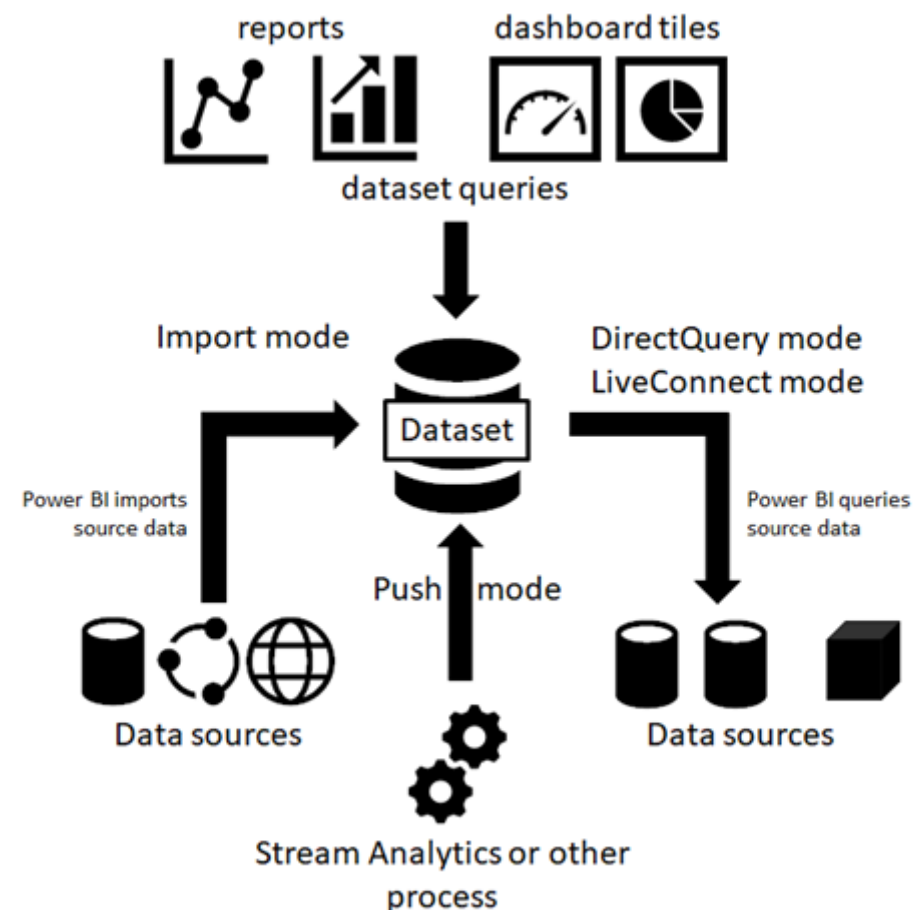 reports
dashboard tiles
dataset queries
Import mode
DirectQuery mode
LiveConnect mode
Dataset
Power BI imports
source data
Power BI queries
source data
Push mode
Data sources
Data sources
Stream Analytics or other
process